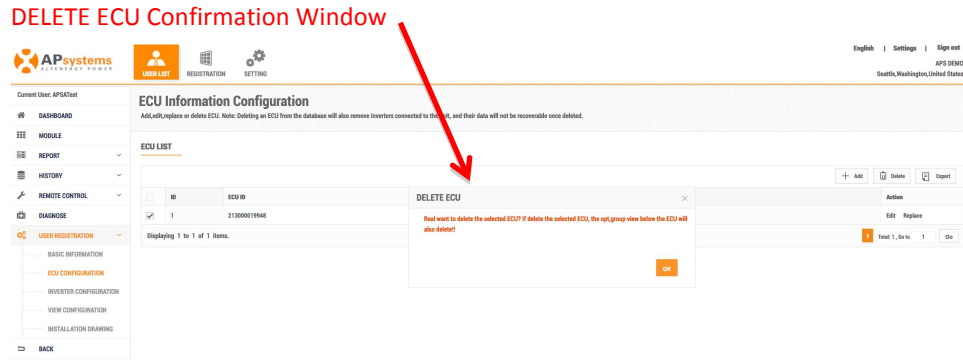 DELETE ECU Confirmation Window
English | Settings | Sign out
APsystems
ALTENERGY POWER
USER LIST
REGISTRATION
SETTING
APS DEMO
Seattle,Washington,United States
Current User: APSATest
DASHBOARD
MODULE
REPORT
HISTORY
REMOTE CONTROL
DIAGNOSE
USER REGISTRATION
BASIC INFORMATION
ECU CONFIGURATION
INVERTER CONFIGURATION
VIEW CONFIGURATION
INSTALLATION DRAWING
BACK
ECU Information Configuration
Add,edit,replace or delete ECU. Note: Deleting an ECU from the database will also remove inverters connected to the unit, and their data will not be recoverable once deleted.
ECU LIST
Add Delete Export
ID ECU ID Action
1 213000019948 Edit Replace
Displaying 1 to 1 of 1 items.
1 Total: 1 , Go to 1 Go
DELETE ECU
Real want to delete the selected ECU? If delete the selected ECU, the opt,group view below the ECU will
also delete!!
OK